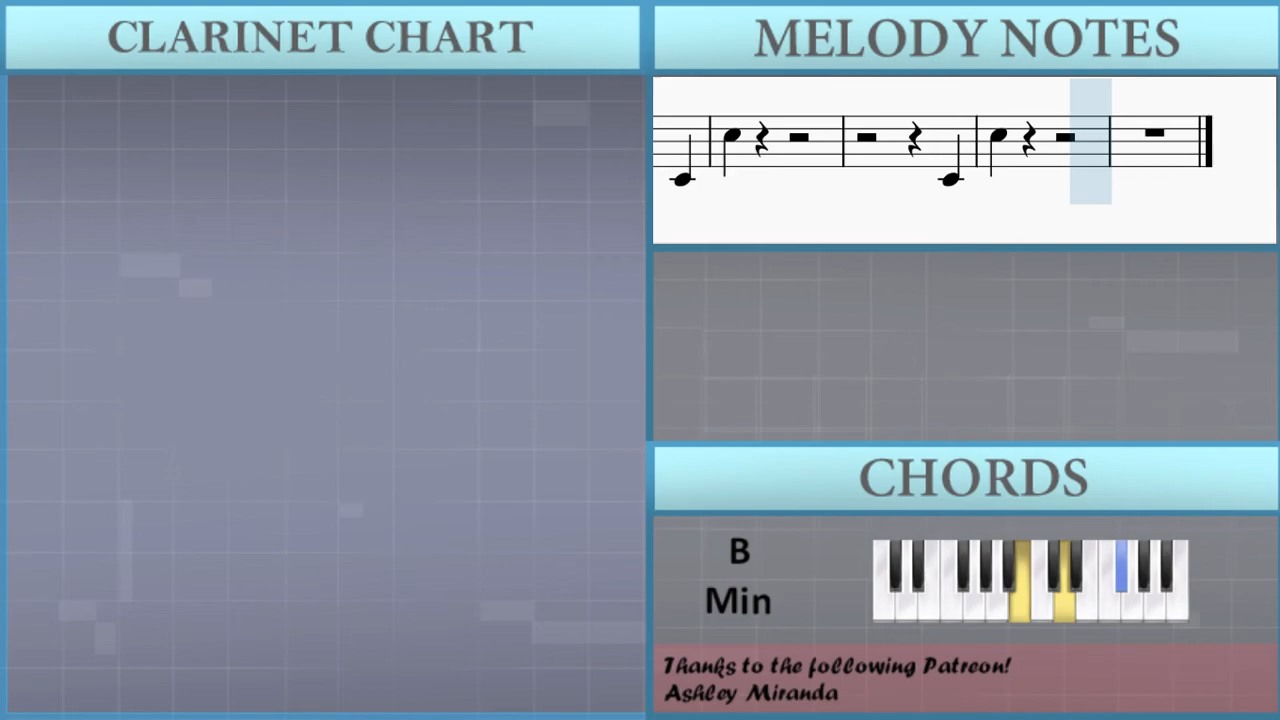 CLARINET CHART
MELODY NOTES
CHORDS
B
Min
Thanks to the following Patreon!
Ashley Miranda